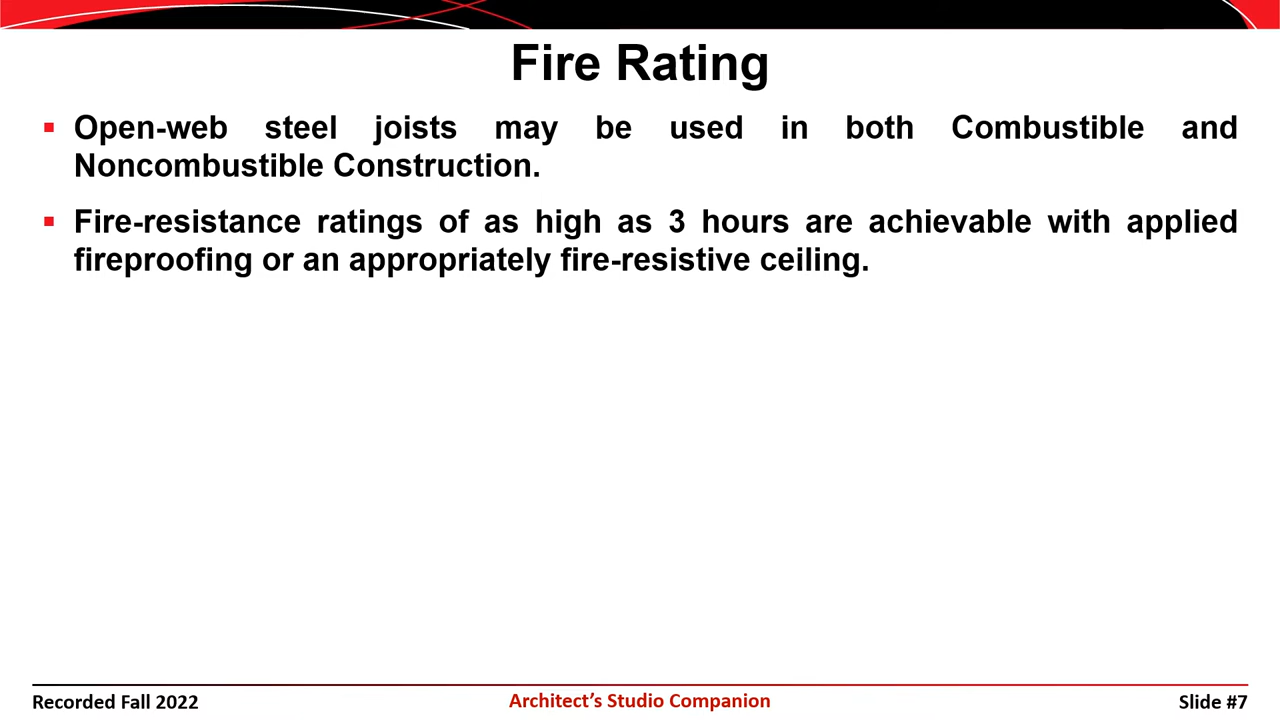 Fire Rating
Open-web steel joists may be used in both Combustible and
Noncombustible Construction.
Fire-resistance ratings of as high as 3 hours are achievable with applied
fireproofing or an appropriately fire-resistive ceiling.
Recorded Fall 2022
Architect’s Studio Companion
Slide #7